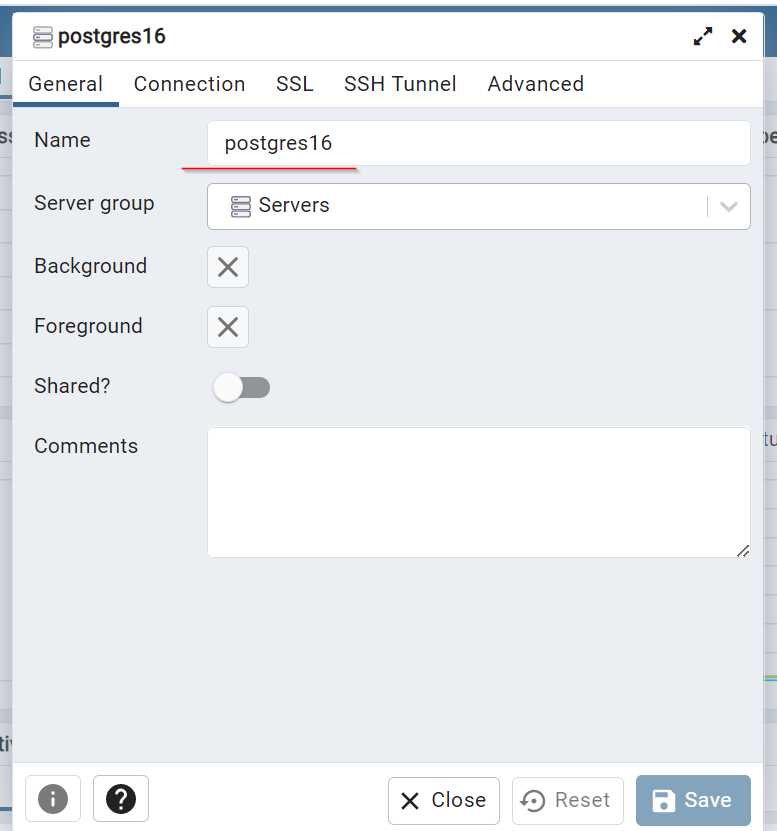 postgres16
General Connection SSL SSH Tunnel Advanced
Name postgres16
Server group Servers
Background
Foreground
Shared?
Comments
Close Reset Save